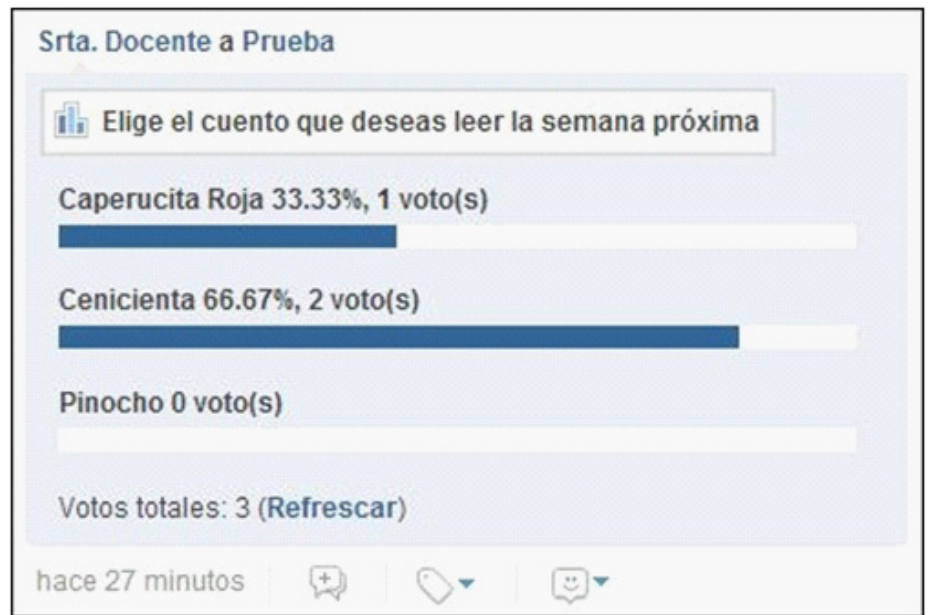 Srta. Docente a Prueba
Elige el cuento que deseas leer la semana próxima
Caperucita Roja 33.33%, 1 voto(s)
Cenicienta 66.67%, 2 voto(s)
Pinocho 0 voto(s)
Votos totales: 3 (Refrescar)
hace 27 minutos